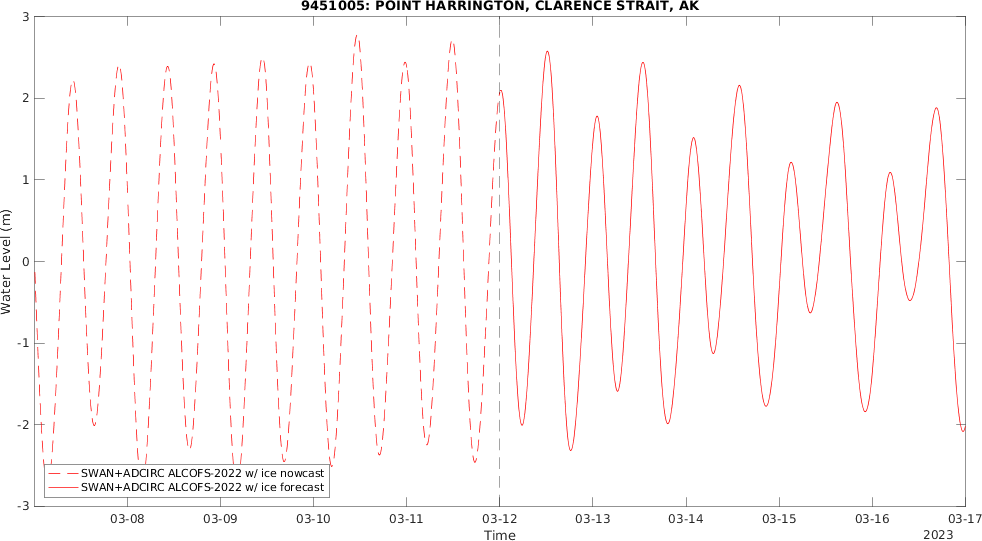 9451005: POINT HARRINGTON, CLARENCE STRAIT, AK
3
2
1
0
-1
-2
-3
Water Level (m)
SWAN+ADCIRC ALCOFS-2022 w/ ice nowcast
SWAN+ADCIRC ALCOFS-2022 w/ ice forecast
03-08 03-09 03-10 03-11 03-12 03-13 03-14 03-15 03-16 03-17
Time
2023